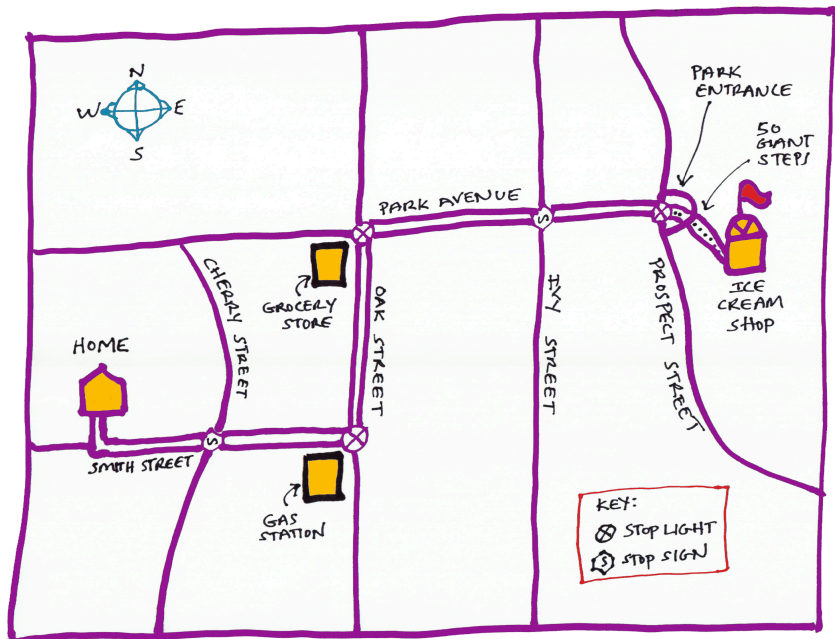 N
W
E
S
PARK
ENTRANCE
50
GIANT
STEPS
PARK AVENUE
S
CHERRY STREET
GROCERY
STORE
OAK STREET
IVY STREET
PROSPECT STREET
ICE
CREAM
SHOP
HOME
S
SMITH STREET
GAS
STATION
KEY:
STOP LIGHT
S STOP SIGN